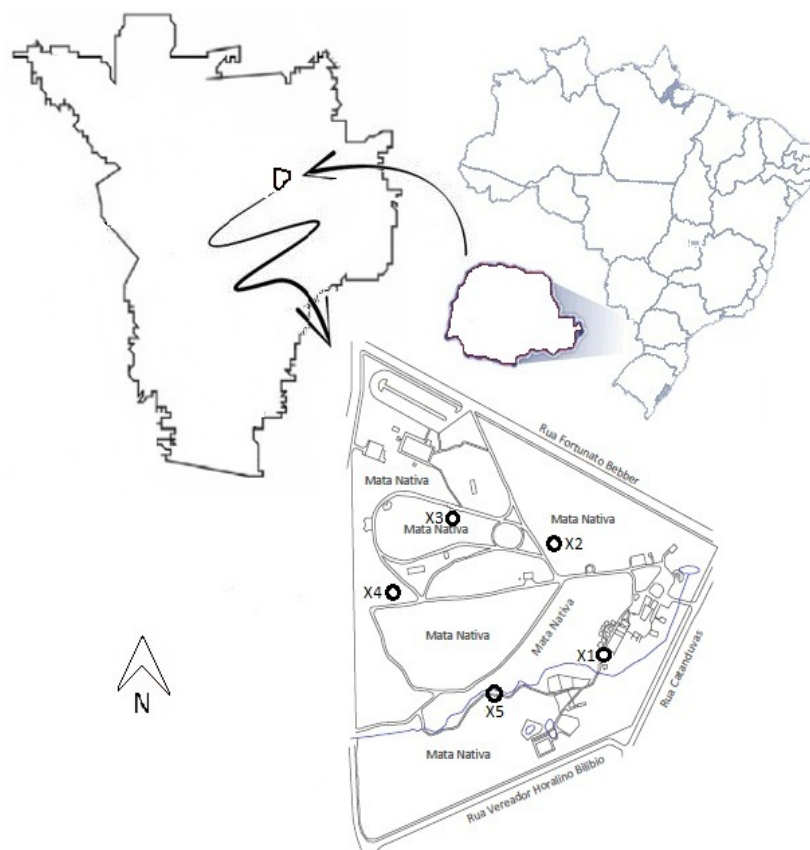 Rua Fortunato Bebber
Mata Nativa
X3
Mata Nativa
Mata Nativa
X2
X4
Mata Nativa
Mata Nativa
X1
Rua Catanduvas
N
X5
Mata Nativa
Rua Vereador Horalino Bilibio